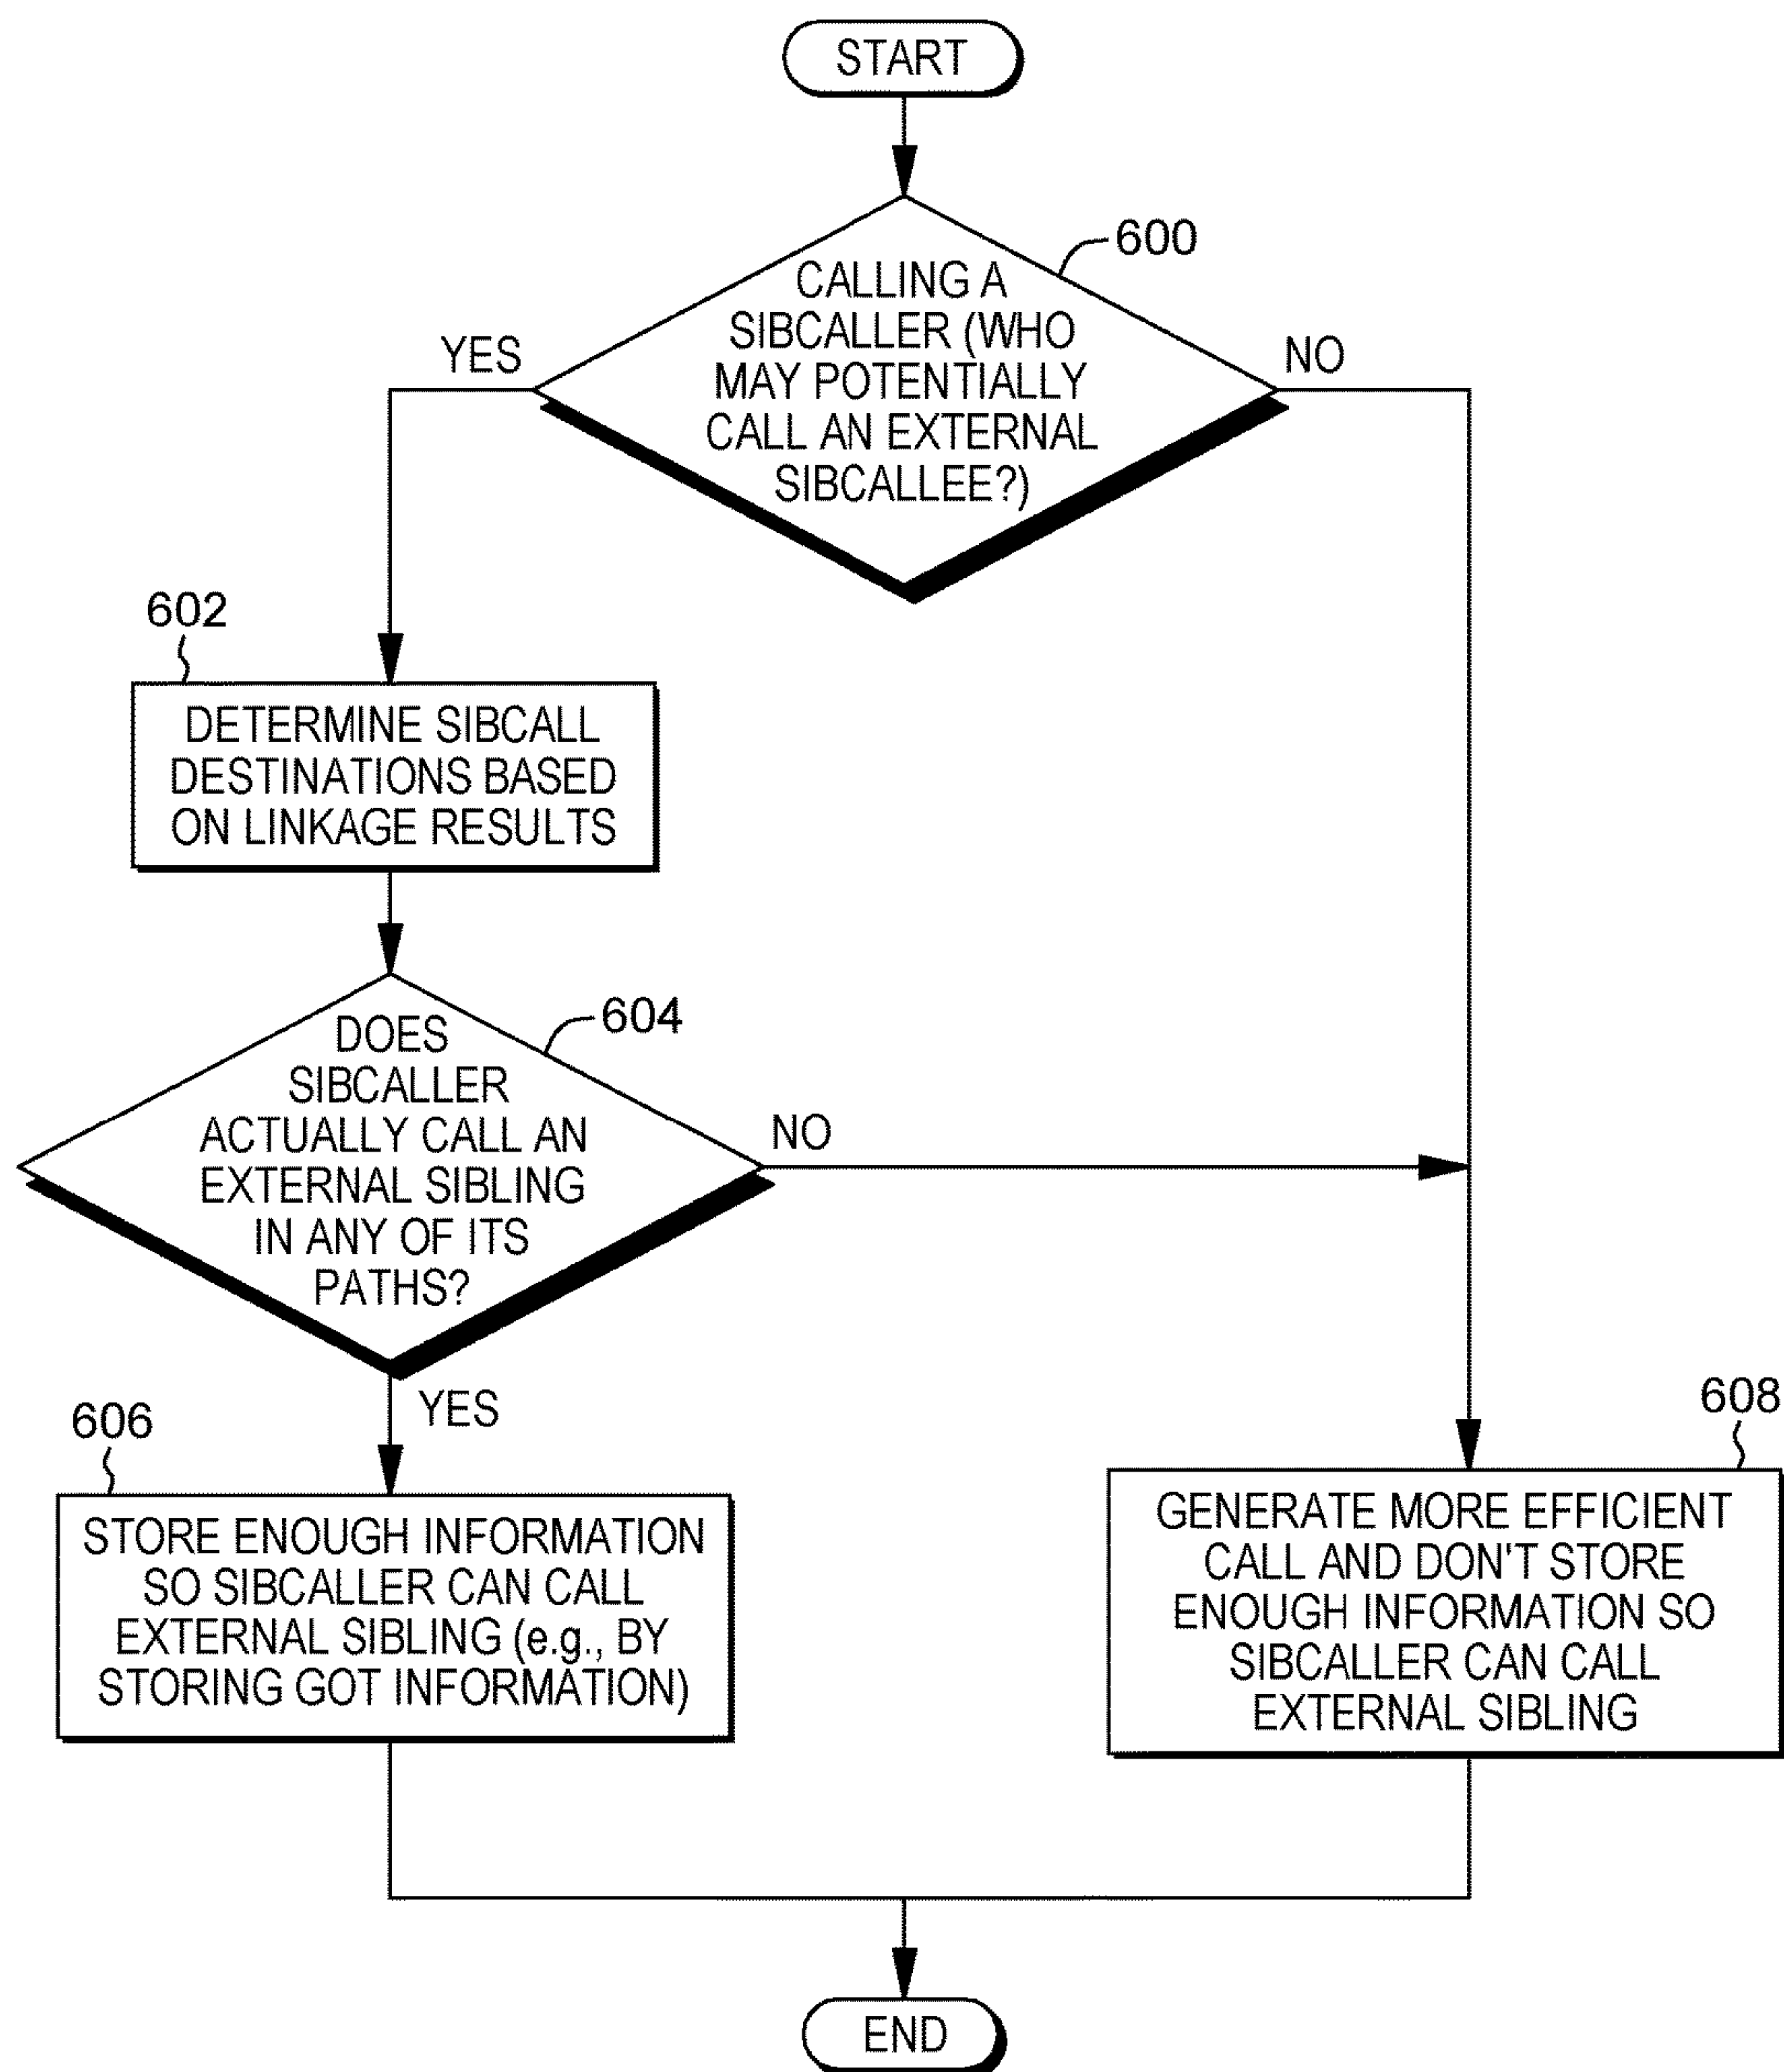 START
600
CALLING A
SIBCALLER (WHO
MAY POTENTIALLY
CALL AN EXTERNAL
SIBCALLEE?)
YES
NO
602
DETERMINE SIBCALL
DESTINATIONS BASED
ON LINKAGE RESULTS
604
DOES
SIBCALLER
ACTUALLY CALL AN
EXTERNAL SIBLING
IN ANY OF ITS
PATHS?
NO
YES
606
STORE ENOUGH INFORMATION
SO SIBCALLER CAN CALL
EXTERNAL SIBLING (e.g., BY
STORING GOT INFORMATION)
608
GENERATE MORE EFFICIENT
CALL AND DON'T STORE
ENOUGH INFORMATION SO
SIBCALLER CAN CALL
EXTERNAL SIBLING
END